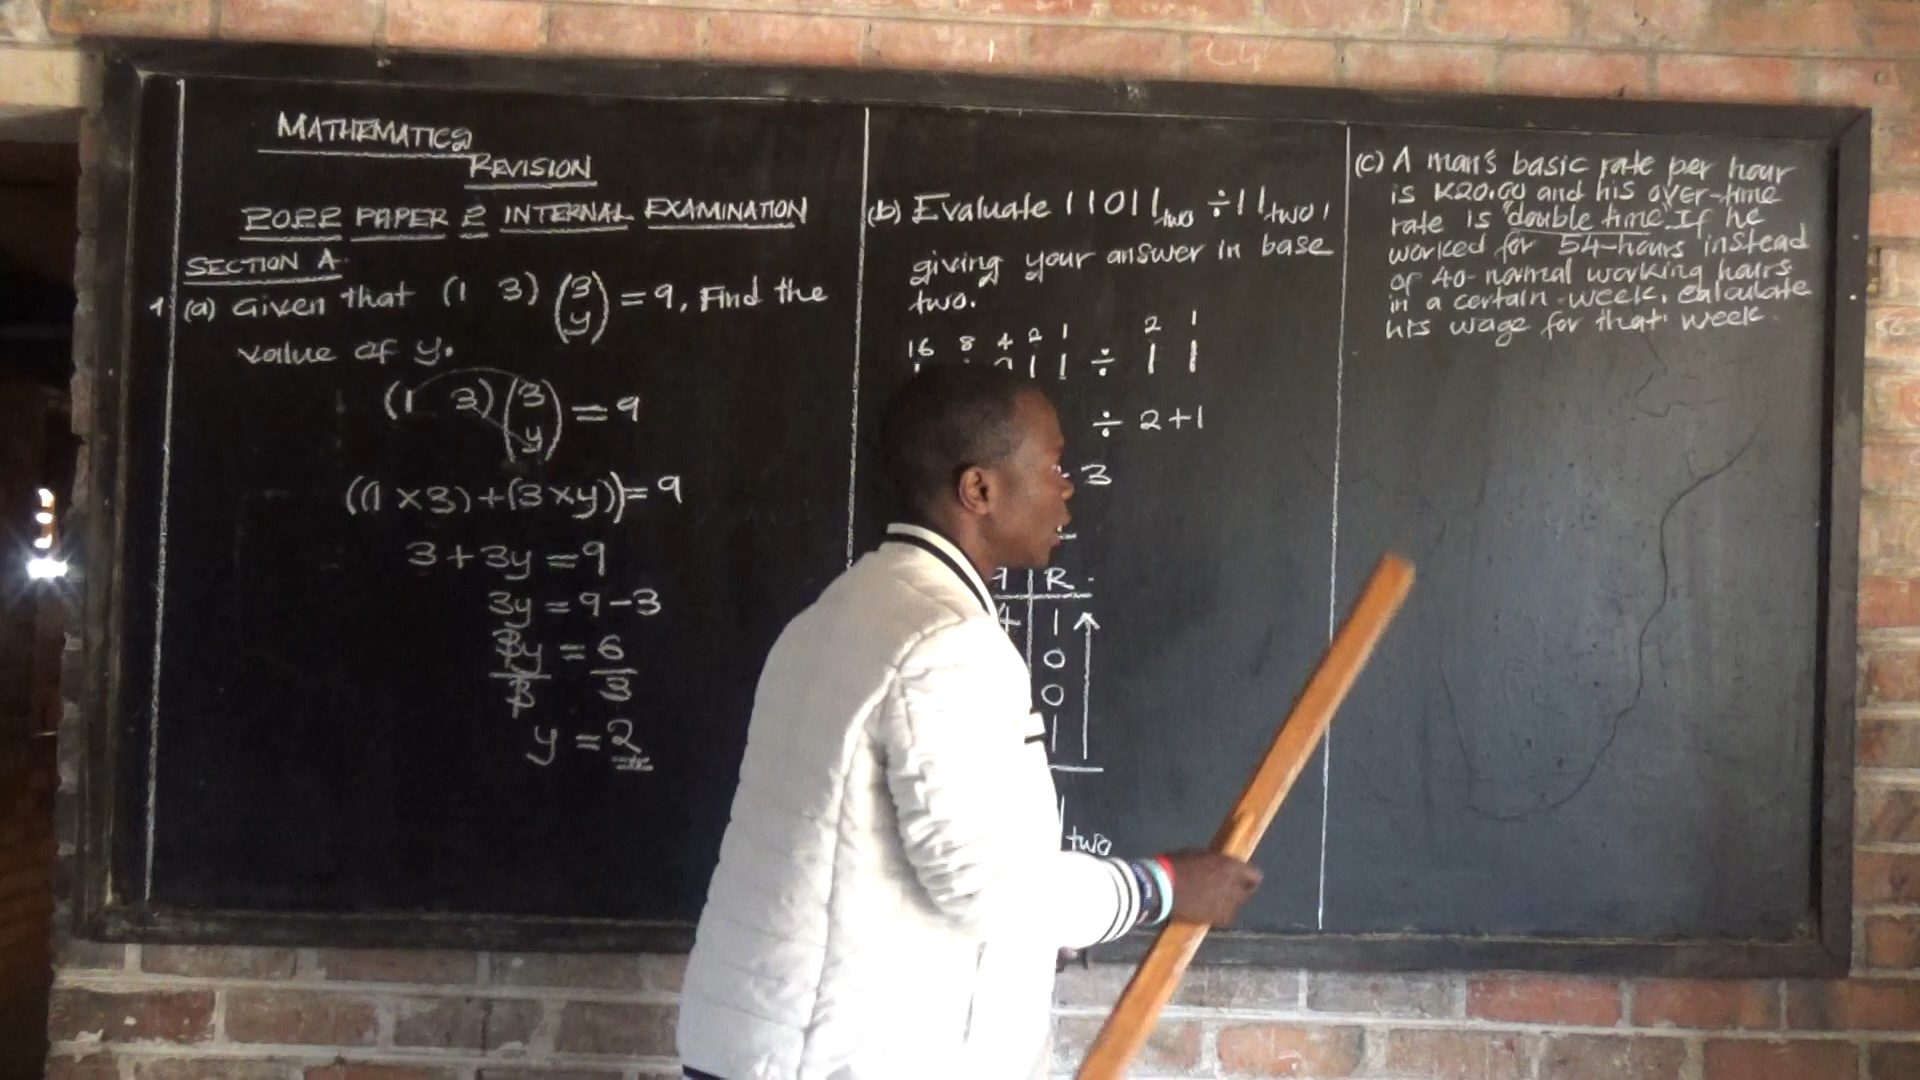 MATHEMATICS
REVISION
2022 PAPER 2 INTERNAL EXAMINATION
SECTION A
1. (a) Given that (1 3) (3 y) = 9, Find the
value of y.
(1 3) (3 y) = 9
((1 × 3) + (3 × y)) = 9
3 + 3y = 9
3y = 9 - 3
3y/3 = 6/3
y = 2
(b) Evaluate 11011two ÷ 11two,
giving your answer in base
two.
16 8 4 2 1 2 1
1 1 ÷ 1 1
÷ 2 + 1
3
R
1
0
0
1
two
(c) A man's basic rate per hour
is K20.00 and his over-time
rate is "double time". If he
worked for 54-hours instead
of 40-normal working hours
in a certain week, calculate
his wage for that week.